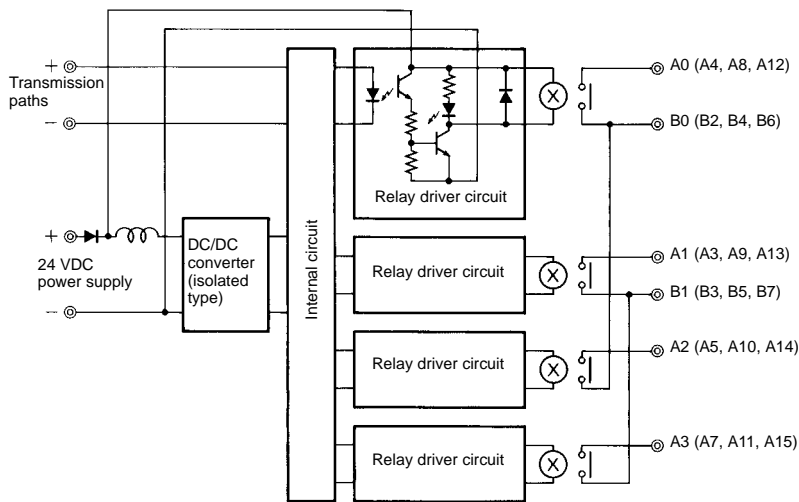 +
Transmission
paths
−
+
24 VDC
power supply
−
DC/DC
converter
(isolated
type)
Internal circuit
Relay driver circuit
X
A0 (A4, A8, A12)
B0 (B2, B4, B6)
Relay driver circuit
X
A1 (A3, A9, A13)
B1 (B3, B5, B7)
Relay driver circuit
X
A2 (A5, A10, A14)
Relay driver circuit
X
A3 (A7, A11, A15)